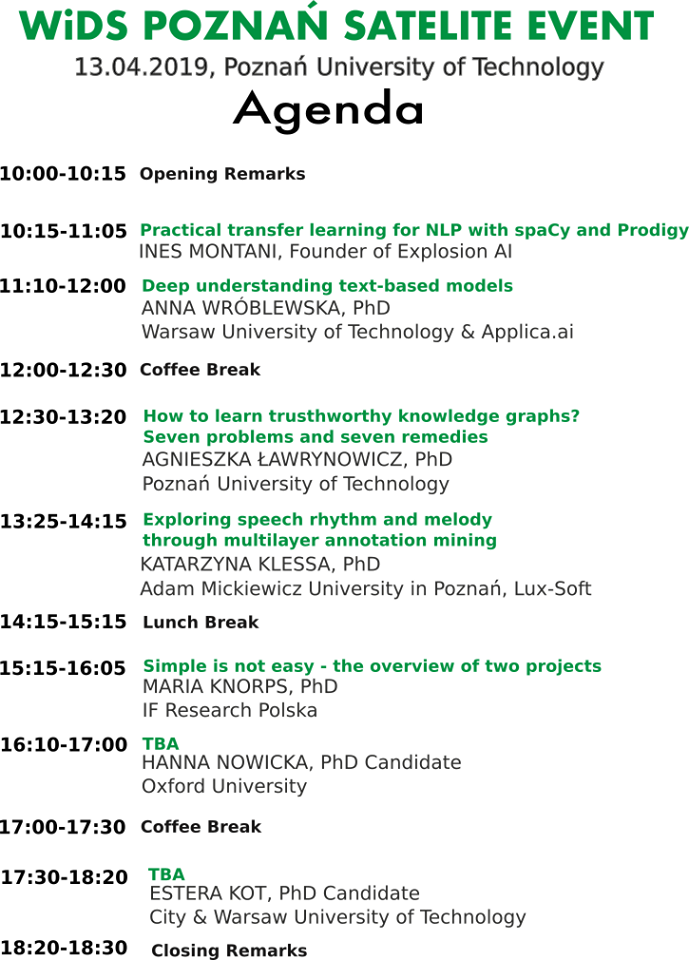 WiDS POZNAŃ SATELITE EVENT
13.04.2019, Poznań University of Technology
Agenda
10:00-10:15 Opening Remarks
10:15-11:05 Practical transfer learning for NLP with spaCy and Prodigy
INES MONTANI, Founder of Explosion AI
11:10-12:00 Deep understanding text-based models
ANNA WRÓBLEWSKA, PhD
Warsaw University of Technology & Applica.ai
12:00-12:30 Coffee Break
12:30-13:20 How to learn trusthworthy knowledge graphs?
Seven problems and seven remedies
AGNIESZKA ŁAWRYNOWICZ, PhD
Poznań University of Technology
13:25-14:15 Exploring speech rhythm and melody
through multilayer annotation mining
KATARZYNA KLESSA, PhD
Adam Mickiewicz University in Poznań, Lux-Soft
14:15-15:15 Lunch Break
15:15-16:05 Simple is not easy - the overview of two projects
MARIA KNORPS, PhD
IF Research Polska
16:10-17:00 TBA
HANNA NOWICKA, PhD Candidate
Oxford University
17:00-17:30 Coffee Break
17:30-18:20 TBA
ESTERA KOT, PhD Candidate
City & Warsaw University of Technology
18:20-18:30 Closing Remarks